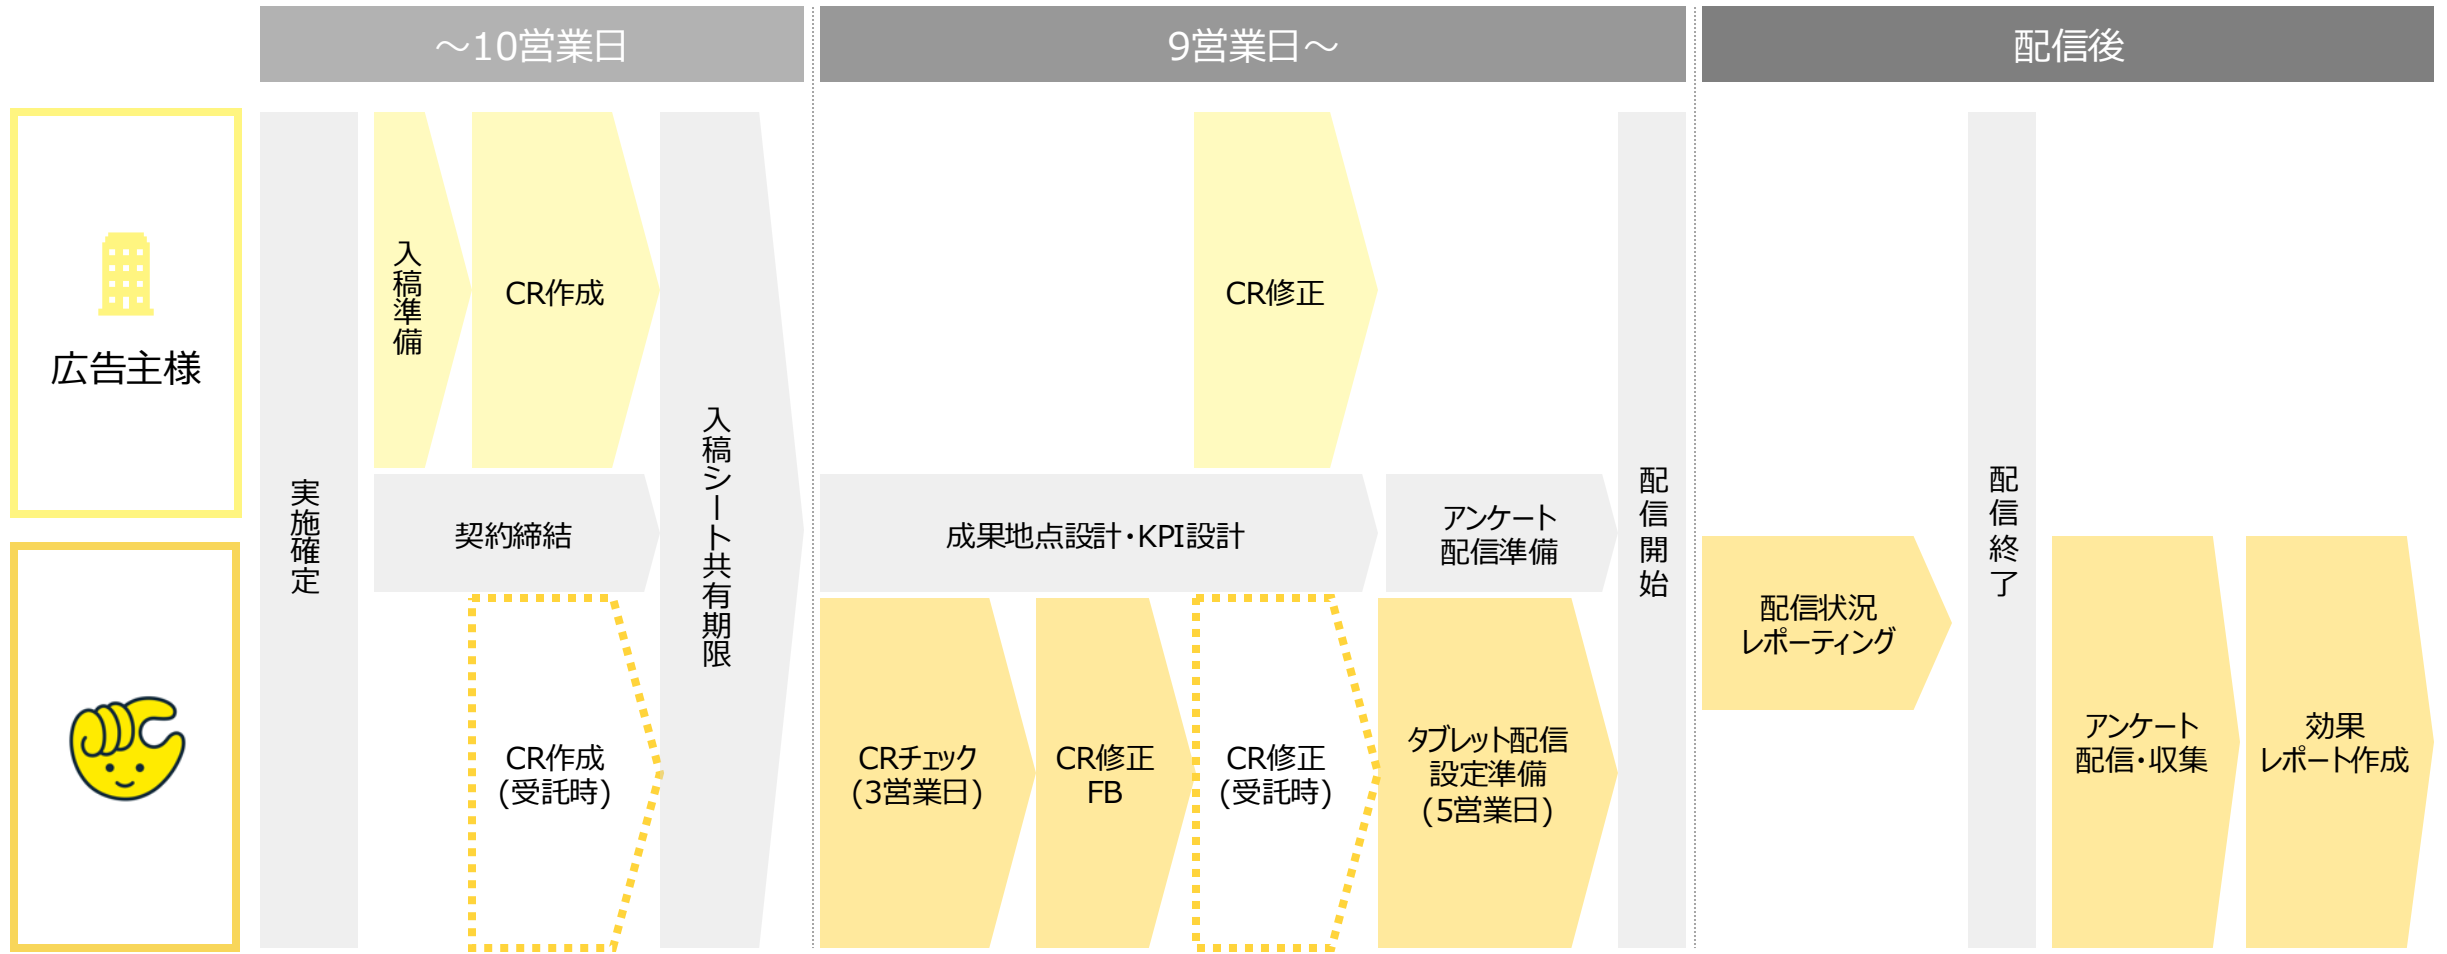 ～10営業日
9営業日～
配信後
広告主様
実施確定
入稿準備
CR作成
契約締結
CR作成
(受託時)
入稿シート共有期限
CR修正
成果地点設計・KPI設計
アンケート
配信準備
CRチェック
(3営業日)
CR修正
FB
CR修正
(受託時)
タブレット配信
設定準備
(5営業日)
配信開始
配信状況
レポーティング
配信終了
アンケート
配信・収集
効果
レポート作成